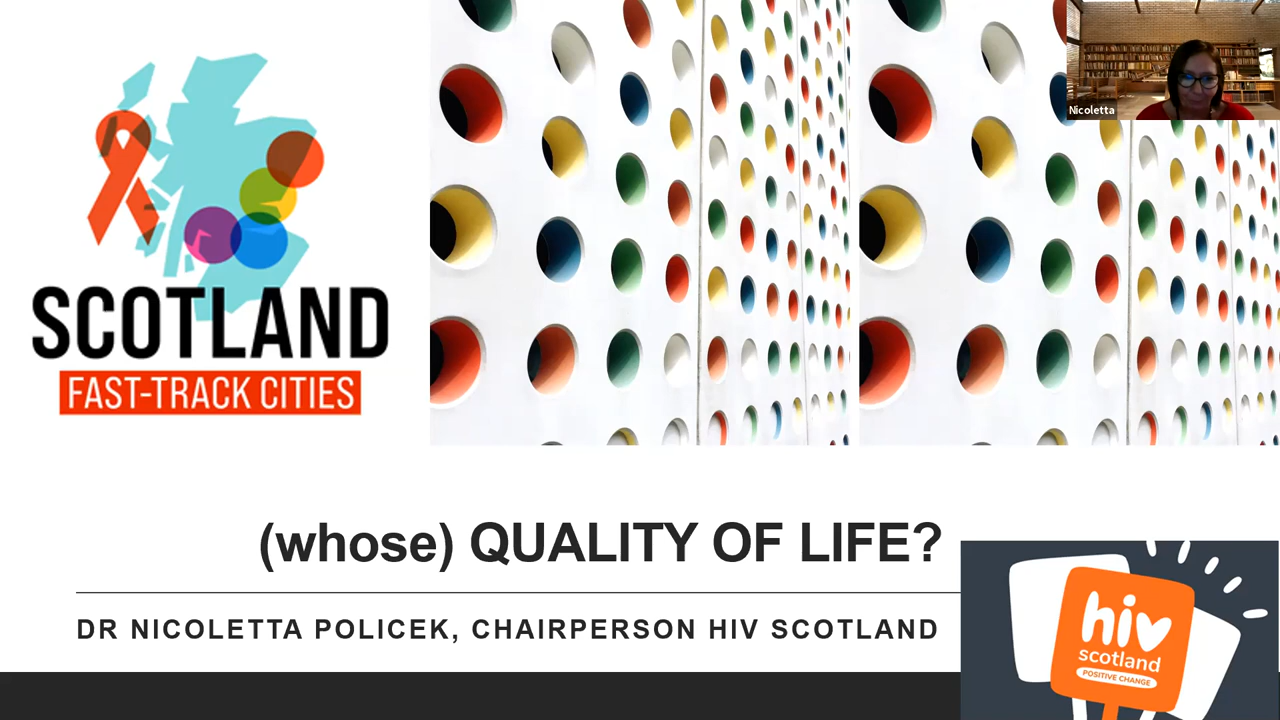 Nicoletta
SCOTLAND
FAST-TRACK CITIES
(whose) QUALITY OF LIFE?
DR NICOLETTA POLICEK, CHAIRPERSON HIV SCOTLAND
hiv
scotland
POSITIVE CHANGE